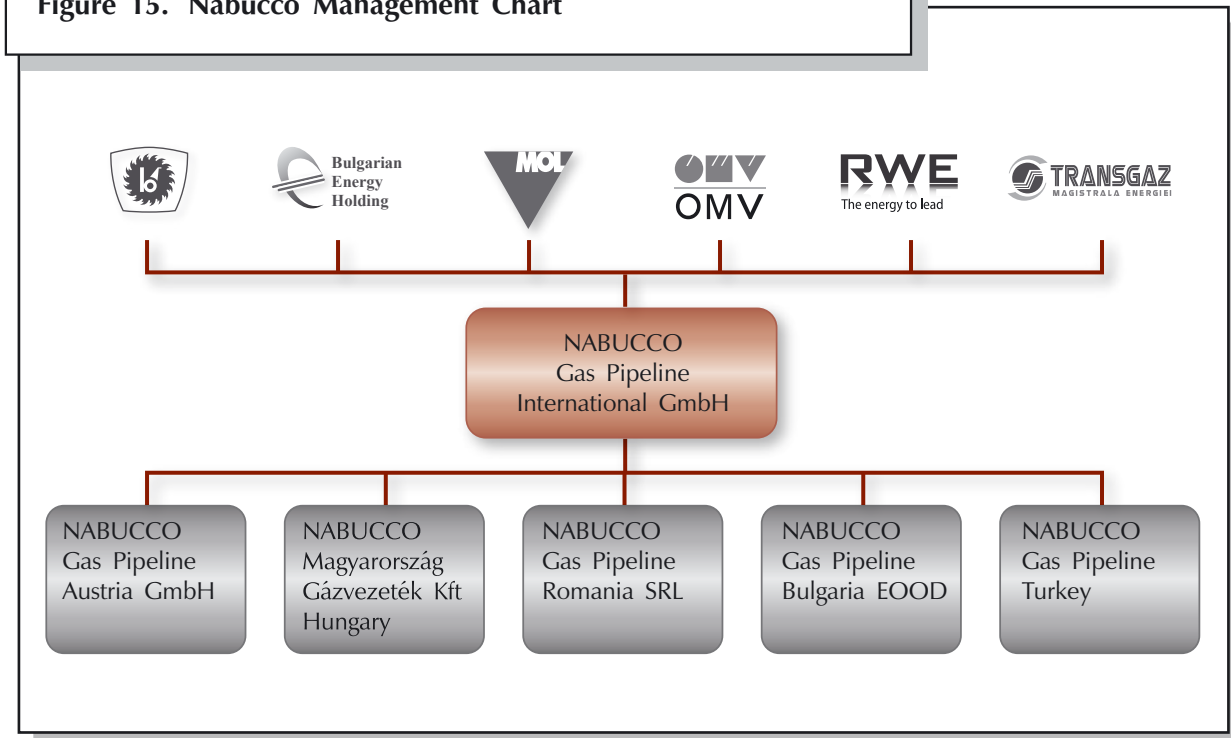 Figure 15. Nabucco Management Chart
Bulgarian
Energy
Holding
MOL
OMV
OMV
RWE
The energy to lead
TRANSGAZ
MAGISTRALA ENERGIEI
NABUCCO
Gas Pipeline
International GmbH
NABUCCO
Gas Pipeline
Austria GmbH
NABUCCO
Magyarország
Gázvezeték Kft
Hungary
NABUCCO
Gas Pipeline
Romania SRL
NABUCCO
Gas Pipeline
Bulgaria EOOD
NABUCCO
Gas Pipeline
Turkey